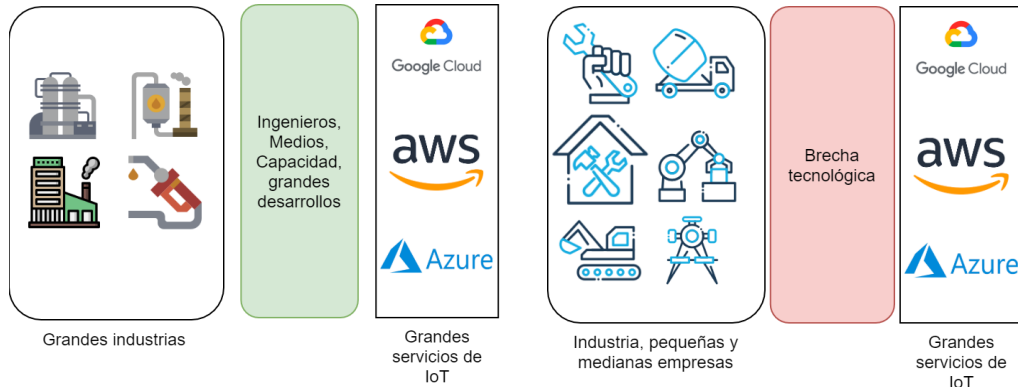 Ingenieros,
Medios,
Capacidad,
grandes
desarrollos
Google Cloud
aws
Azure
Grandes industrias
Grandes
servicios de
IoT
Brecha
tecnológica
Google Cloud
aws
Azure
Industria, pequeñas y
medianas empresas
Grandes
servicios de
IoT